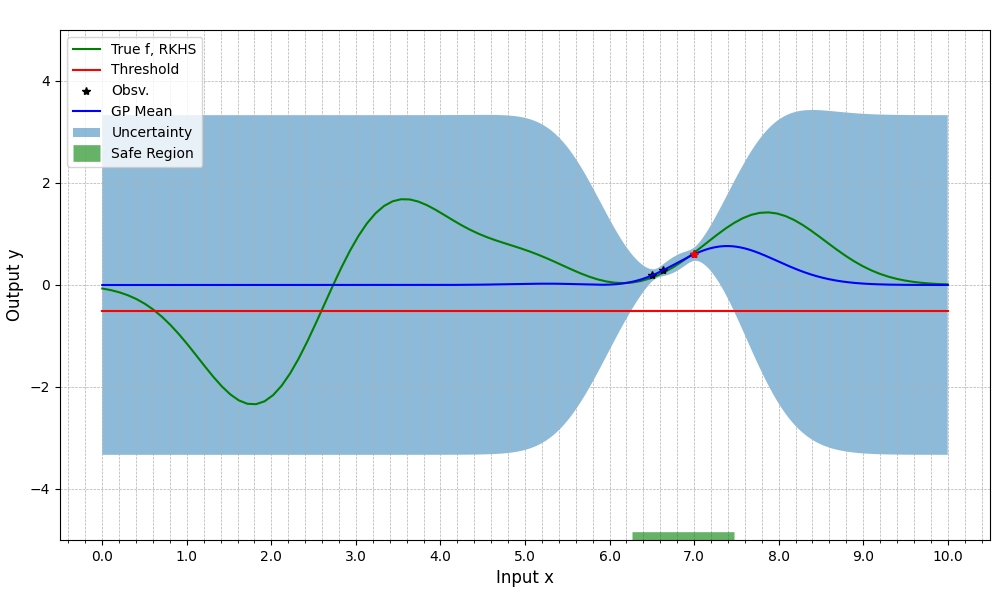 True f, RKHS
Threshold
Obsv.
GP Mean
Uncertainty
Safe Region
4
2
0
−2
−4
Output y
0.0 1.0 2.0 3.0 4.0 5.0 6.0 7.0 8.0 9.0 10.0
Input x